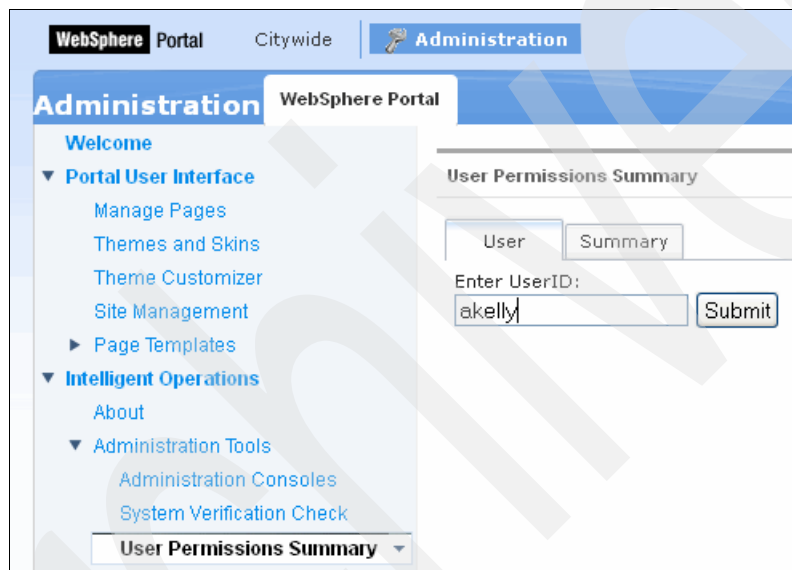 WebSphere Portal Citywide Administration
Administration WebSphere Portal
Welcome
Portal User Interface
Manage Pages
Themes and Skins
Theme Customizer
Site Management
Page Templates
Intelligent Operations
About
Administration Tools
Administration Consoles
System Verification Check
User Permissions Summary
User Permissions Summary
User Summary
Enter UserID:
akelly Submit